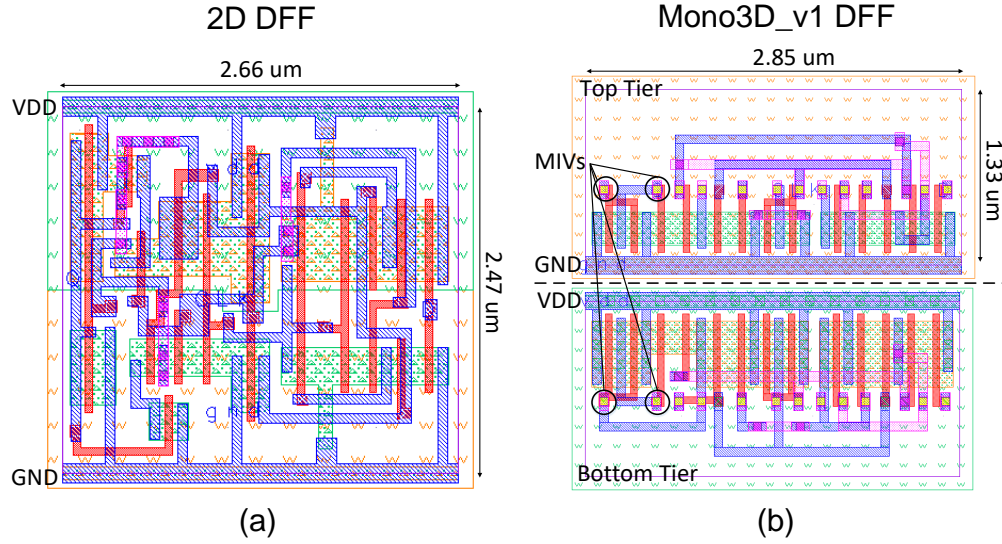 2D DFF
2.66 um
VDD
2.47 um
gnd
GND
(a)
Mono3D_v1 DFF
2.85 um
Top Tier
MIVs
1.33 um
GND
VDD
Bottom Tier
(b)